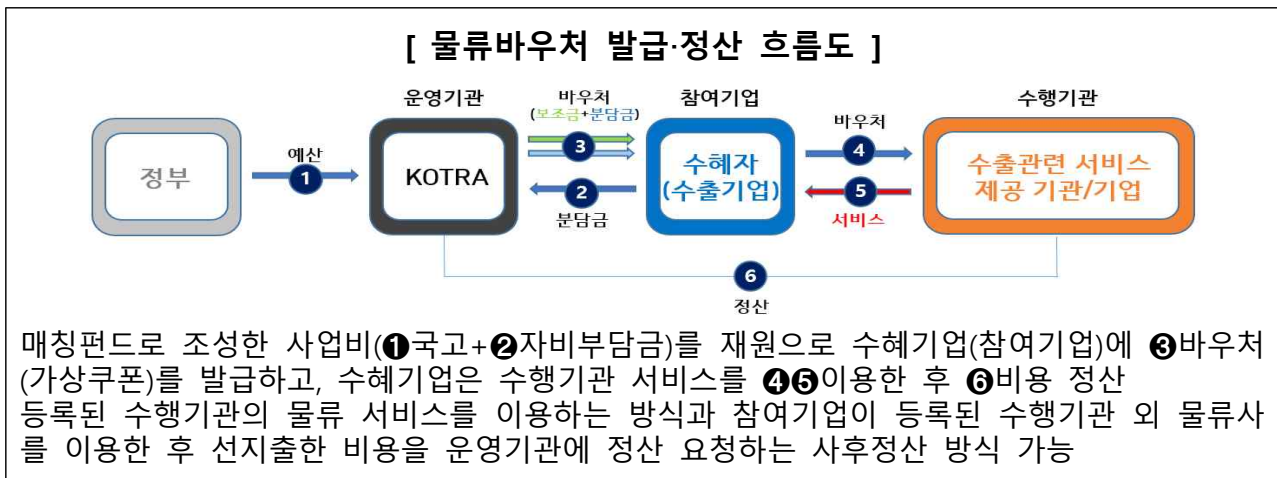 [ 물류바우처 발급·정산 흐름도 ]
운영기관
바우처
(보조금+분담금)
참여기업
수행기관
정부
예산
1
KOTRA
3
2
분담금
수혜자
(수출기업)
바우처
4
5
서비스
수출관련 서비스
제공 기관/기업
6
정산
매칭펀드로 조성한 사업비(❶국고+❷자비부담금)를 재원으로 수혜기업(참여기업)에 ❸바우처
(가상쿠폰)를 발급하고, 수혜기업은 수행기관 서비스를 ❹❺이용한 후 ❻비용 정산
등록된 수행기관의 물류 서비스를 이용하는 방식과 참여기업이 등록된 수행기관 외 물류사
를 이용한 후 선지출한 비용을 운영기관에 정산 요청하는 사후정산 방식 가능